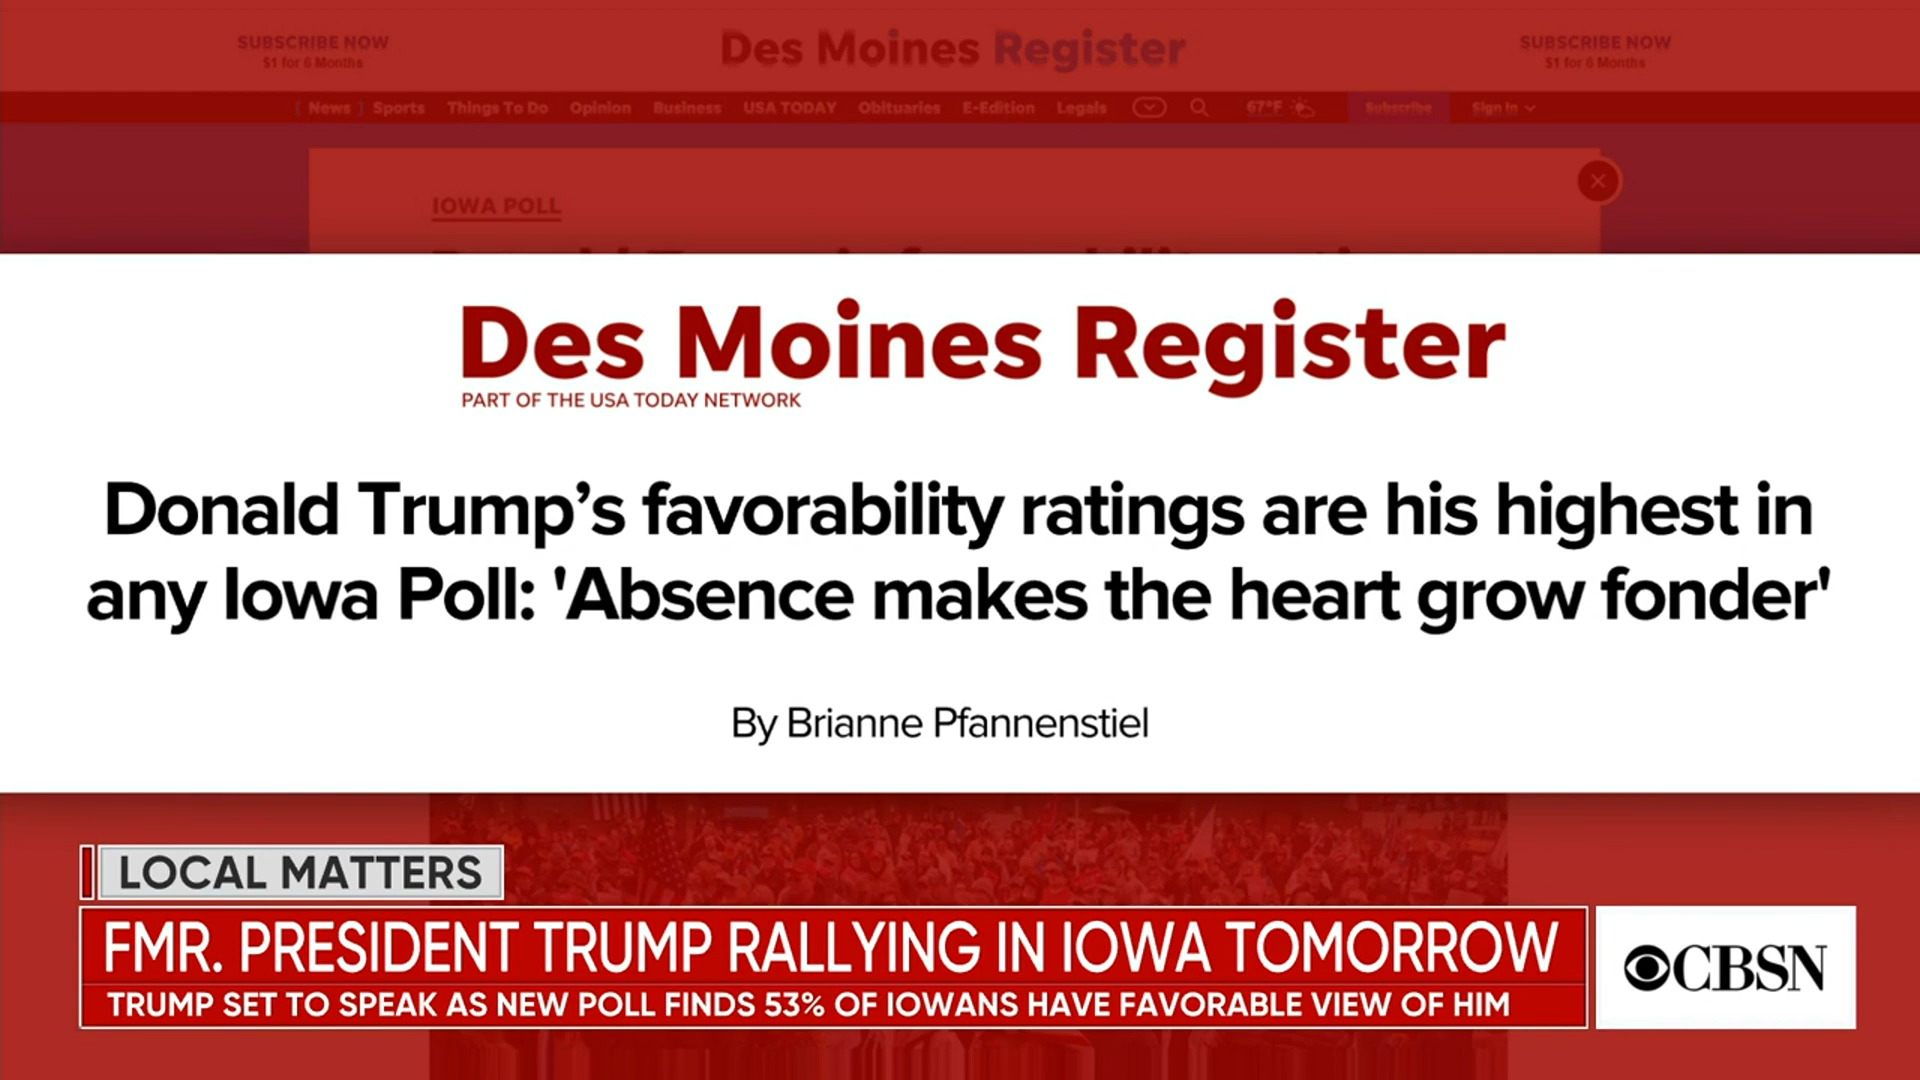 SUBSCRIBE NOW
$1 for 6 Months
Des Moines Register
SUBSCRIBE NOW
$1 for 6 Months
News Sports Things To Do Opinion Business USA TODAY Obituaries E-Edition Legals 67°F Subscribe Sign In
IOWA POLL
Des Moines Register
PART OF THE USA TODAY NETWORK
Donald Trump’s favorability ratings are his highest in
any Iowa Poll: 'Absence makes the heart grow fonder'
By Brianne Pfannenstiel
LOCAL MATTERS
FMR. PRESIDENT TRUMP RALLYING IN IOWA TOMORROW
TRUMP SET TO SPEAK AS NEW POLL FINDS 53% OF IOWANS HAVE FAVORABLE VIEW OF HIM
CBSN